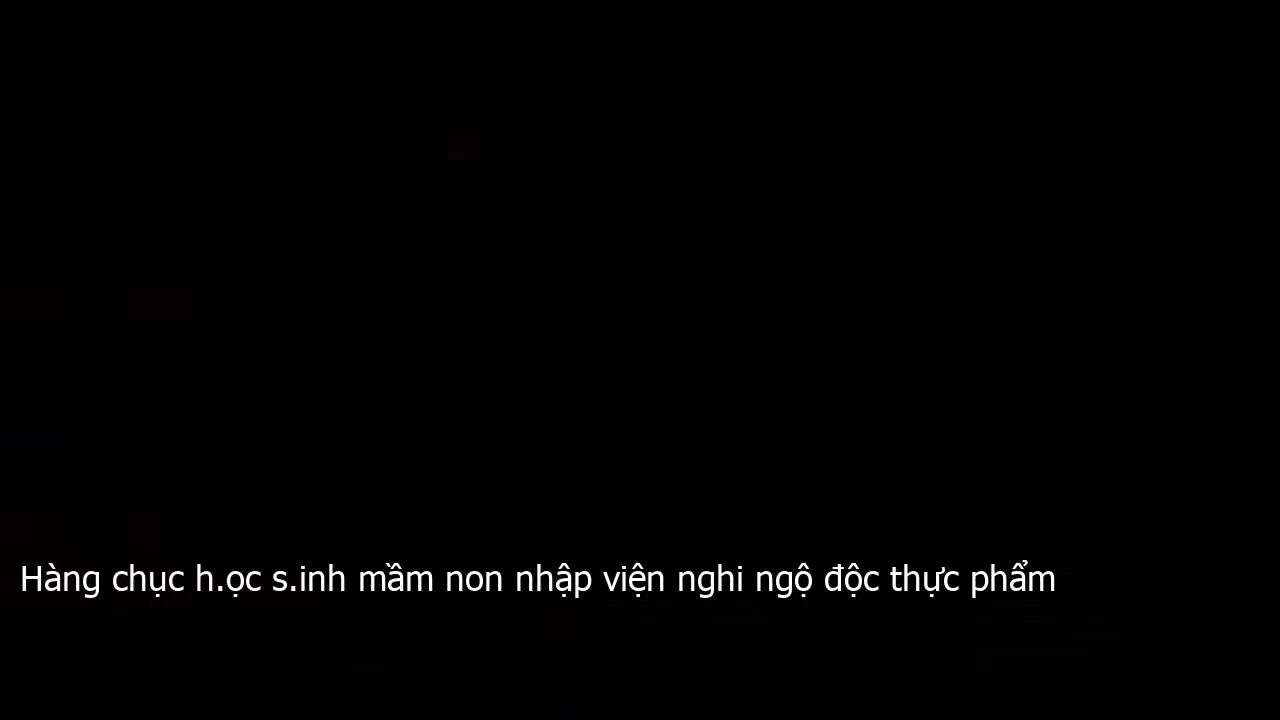 Hàng chục h.ọc s.inh mầm non nhập viện nghi ngộ độc thực phẩm